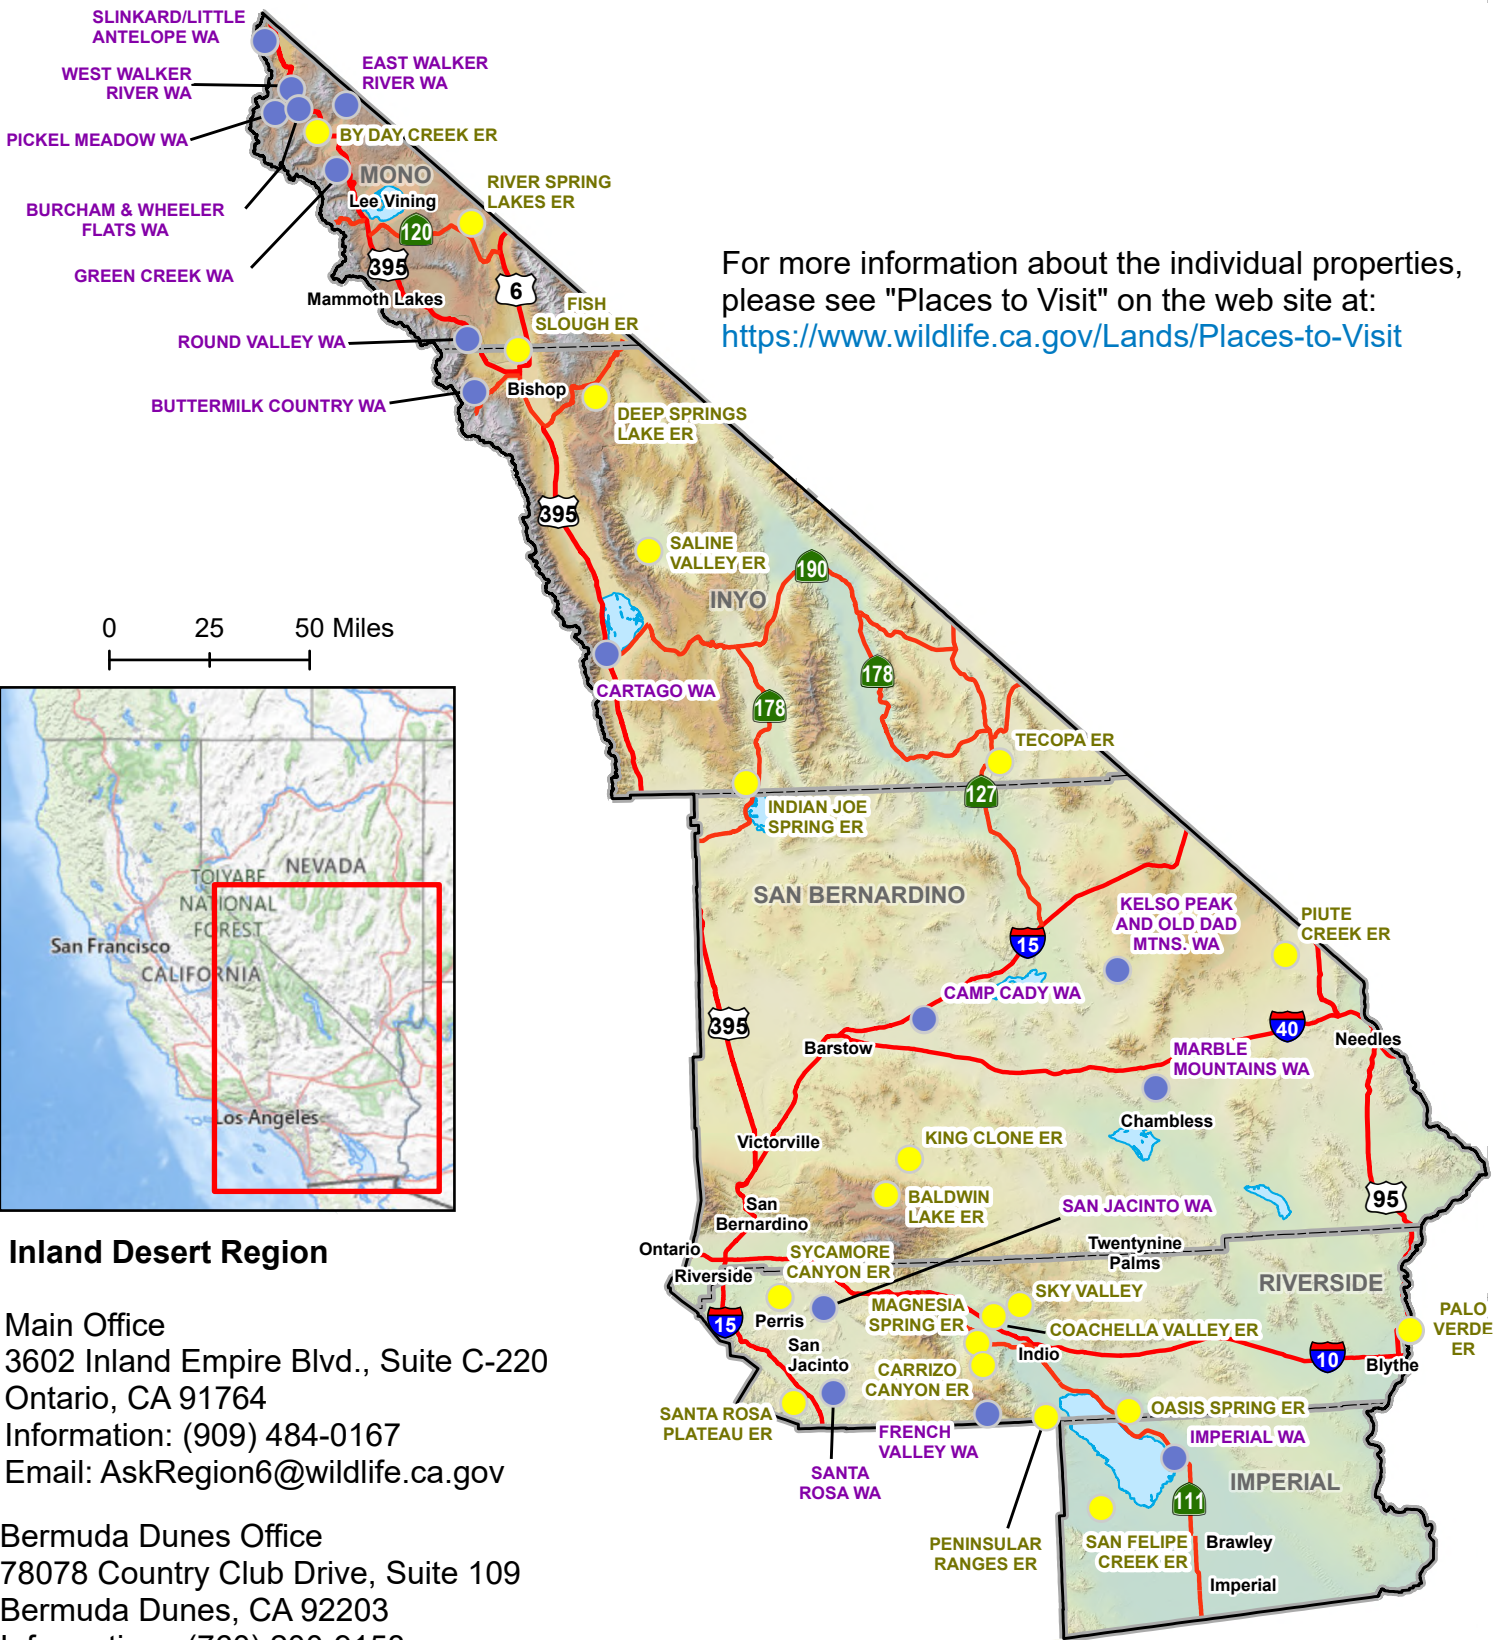 SLINKARD/LITTLE
ANTELOPE WA
WEST WALKER
RIVER WA
EAST WALKER
RIVER WA
PICKEL MEADOW WA
BY DAY CREEK ER
MONO
RIVER SPRING
LAKES ER
Lee Vining
BURCHAM & WHEELER
FLATS WA
120
GREEN CREEK WA
395
6
Mammoth Lakes
FISH
SLOUGH ER
For more information about the individual properties,
please see "Places to Visit" on the web site at:
https://www.wildlife.ca.gov/Lands/Places-to-Visit
ROUND VALLEY WA
Bishop
BUTTERMILK COUNTRY WA
DEEP SPRINGS
LAKE ER
395
SALINE
VALLEY ER
190
INYO
0 25 50 Miles
178
CARTAGO WA
178
TECOPA ER
127
INDIAN JOE
SPRING ER
NEVADA
TOIYABE
NATIONAL
FOREST
San Francisco
CALIFORNIA
Los Angeles
SAN BERNARDINO
KELSO PEAK
AND OLD DAD
MTNS. WA
PIUTE
CREEK ER
15
CAMP CADY WA
395
40
Barstow
Needles
MARBLE
MOUNTAINS WA
Chambless
Victorville
KING CLONE ER
BALDWIN
LAKE ER
95
San
Bernardino
SAN JACINTO WA
Ontario
SYCAMORE
CANYON ER
Twentynine
Palms
Riverside
RIVERSIDE
SKY VALLEY
MAGNESIA
SPRING ER
PALO
VERDE
ER
15
Perris
COACHELLA VALLEY ER
San
Jacinto
Indio
10
Blythe
CARRIZO
CANYON ER
SANTA ROSA
PLATEAU ER
OASIS SPRING ER
FRENCH
VALLEY WA
IMPERIAL WA
SANTA
ROSA WA
IMPERIAL
111
PENINSULAR
RANGES ER
SAN FELIPE
CREEK ER
Brawley
Imperial
Inland Desert Region
Main Office
3602 Inland Empire Blvd., Suite C-220
Ontario, CA 91764
Information: (909) 484-0167
Email: AskRegion6@wildlife.ca.gov
Bermuda Dunes Office
78078 Country Club Drive, Suite 109
Bermuda Dunes, CA 92203